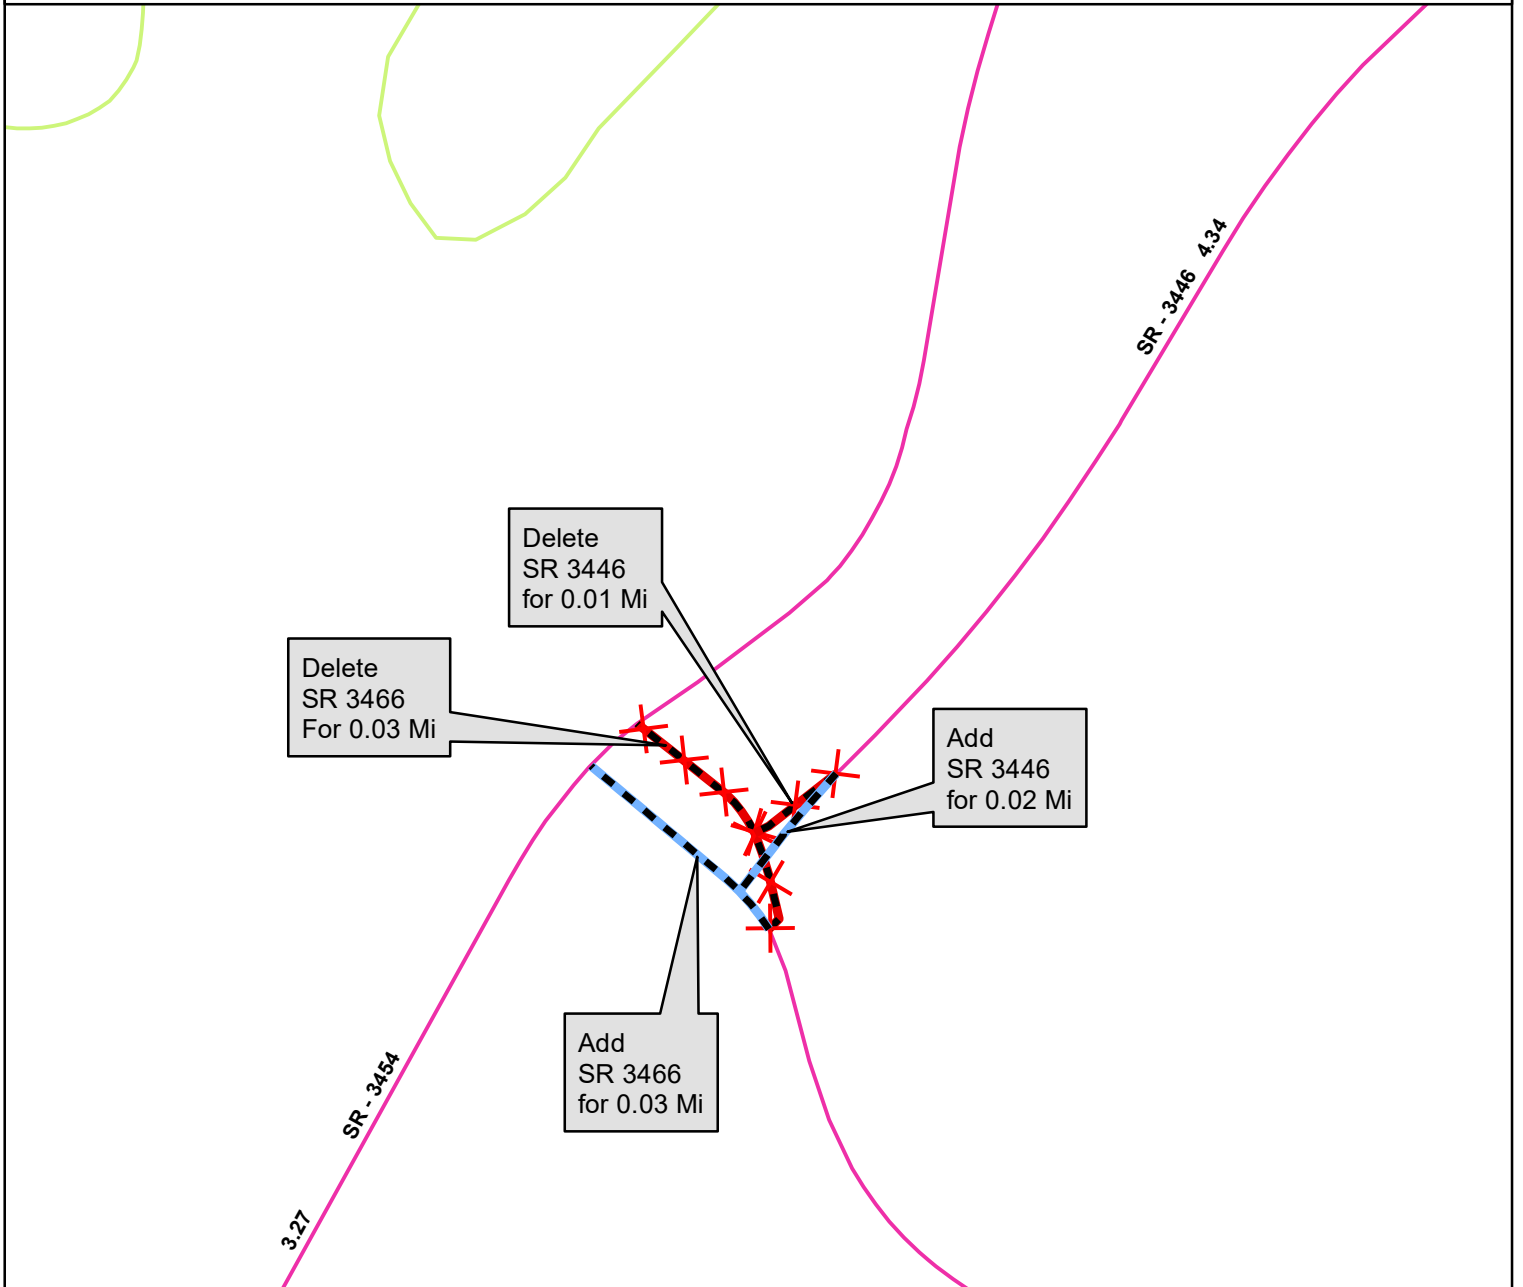 SR - 3446 4.34
Delete
SR 3446
for 0.01 Mi
Delete
SR 3466
For 0.03 Mi
Add
SR 3446
for 0.02 Mi
Add
SR 3466
for 0.03 Mi
SR - 3454
3.27